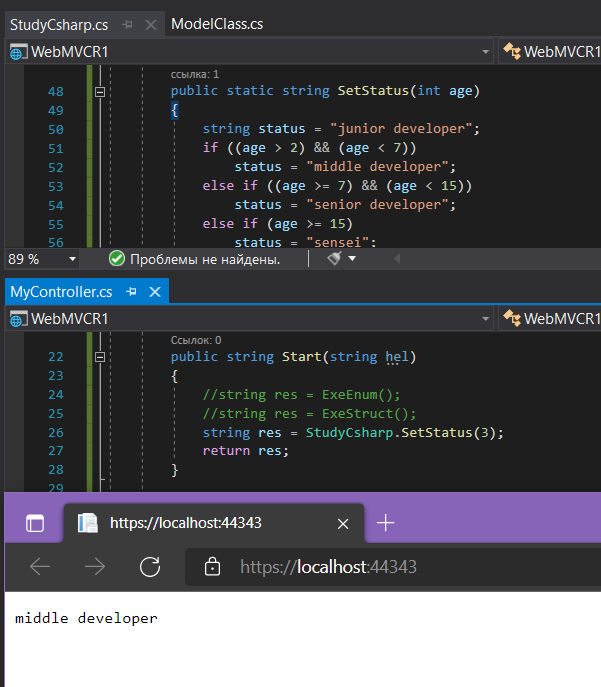 StudyCsharp.cs ModelClass.cs
WebMVCR1 WebMVCR1
ссылка: 1
48 public static string SetStatus(int age)
49 {
50 string status = "junior developer";
51 if ((age > 2) && (age < 7))
52 status = "middle developer";
53 else if ((age >= 7) && (age < 15))
54 status = "senior developer";
55 else if (age >= 15)
56 status = "sensei";
89 % Проблемы не найдены.
MyController.cs
WebMVCR1 WebMVCR1
Ссылок: 0
22 public string Start(string hel)
23 {
24 //string res = ExeEnum();
25 //string res = ExeStruct();
26 string res = StudyCsharp.SetStatus(3);
27 return res;
28 }
29
https://localhost:44343
https://localhost:44343
middle developer